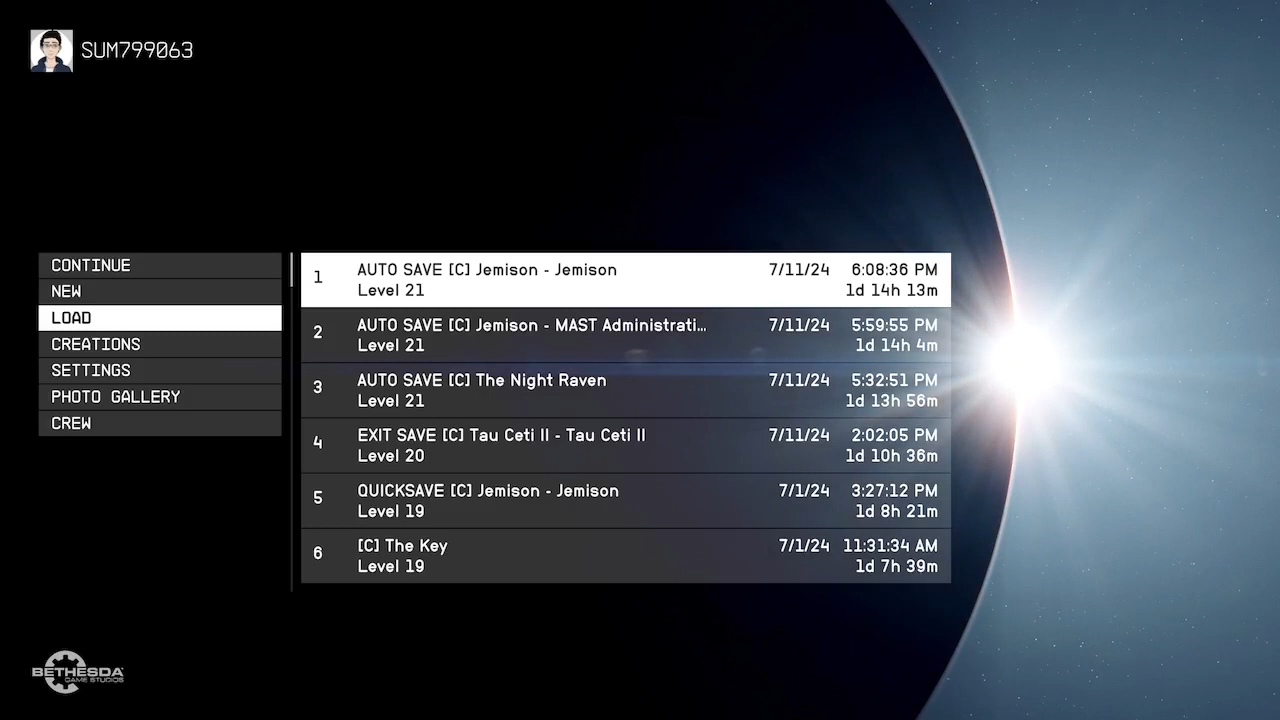 SUM799063
CONTINUE
NEW
LOAD
CREATIONS
SETTINGS
PHOTO GALLERY
CREW
1 AUTO SAVE [C] Jemison - Jemison 7/11/24 6:08:36 PM
Level 21 1d 14h 13m
2 AUTO SAVE [C] Jemison - MAST Administrati... 7/11/24 5:59:55 PM
Level 21 1d 14h 4m
3 AUTO SAVE [C] The Night Raven 7/11/24 5:32:51 PM
Level 21 1d 13h 56m
4 EXIT SAVE [C] Tau Ceti II - Tau Ceti II 7/11/24 2:02:05 PM
Level 20 1d 10h 36m
5 QUICKSAVE [C] Jemison - Jemison 7/1/24 3:27:12 PM
Level 19 1d 8h 21m
6 [C] The Key 7/1/24 11:31:34 AM
Level 19 1d 7h 39m
BETHESDA
GAME STUDIOS